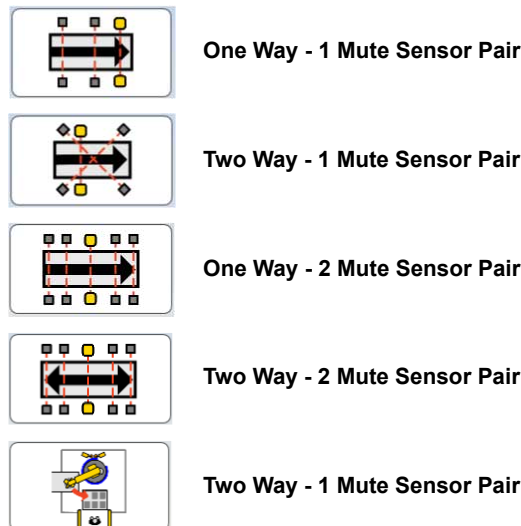 One Way - 1 Mute Sensor Pair
Two Way - 1 Mute Sensor Pair
One Way - 2 Mute Sensor Pair
Two Way - 2 Mute Sensor Pair
Two Way - 1 Mute Sensor Pair